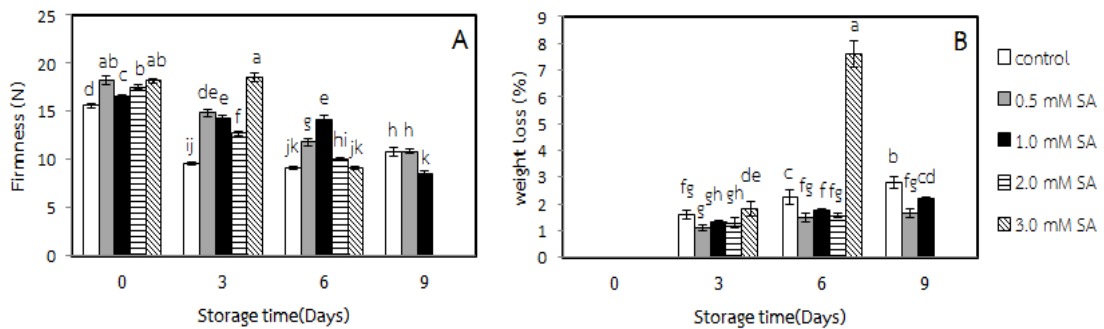 A
25
20
15
10
5
0
Firmness (N)
d
ab
c
b
ab
ij
de
e
f
a
jk
g
e
hi
jk
h
h
k
0 3 6 9
Storage time(Days)
B
9
8
7
6
5
4
3
2
1
0
weight loss (%)
fg
g
gh
gh
de
c
fg
f
fg
a
b
fg
cd
0 3 6 9
Storage time(Days)
control
0.5 mM SA
1.0 mM SA
2.0 mM SA
3.0 mM SA